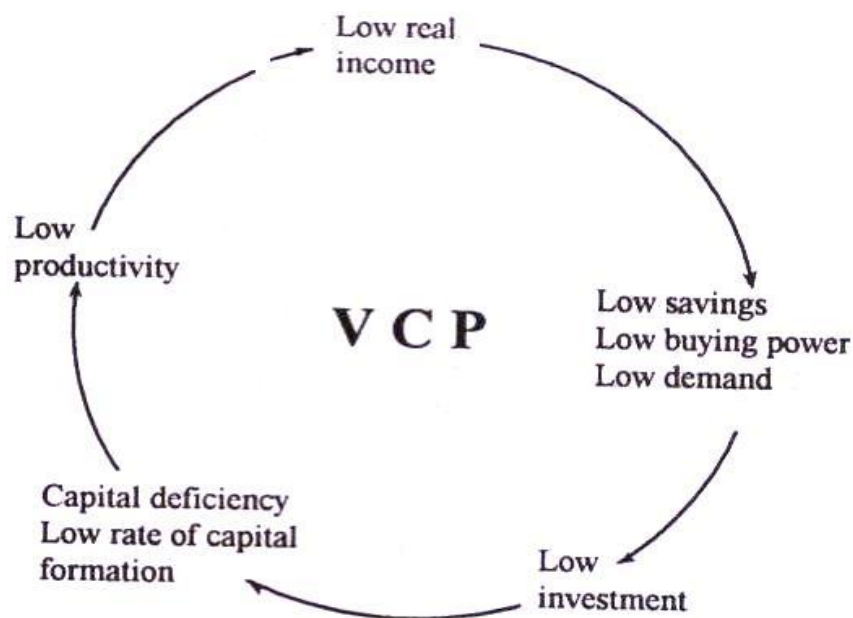 Low real
income
Low savings
Low buying power
Low demand
Low
investment
Capital deficiency
Low rate of capital
formation
Low
productivity
V C P